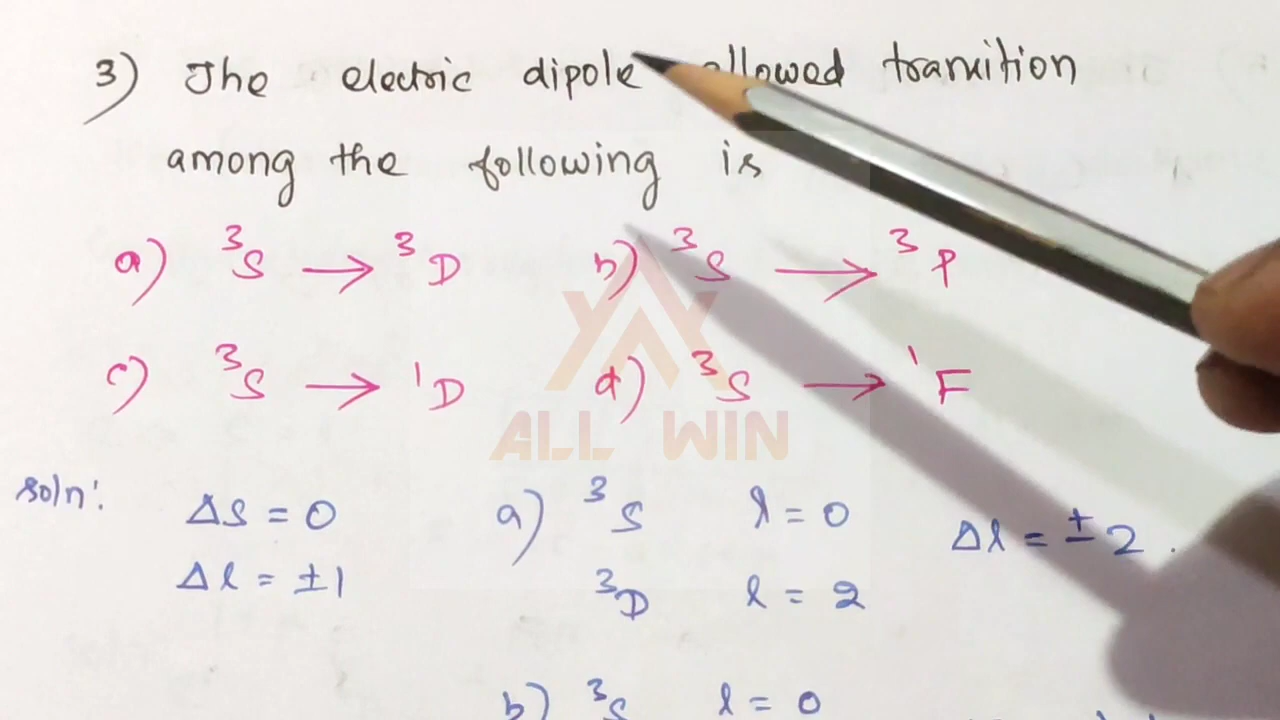 3) The electric dipole allowed transition
among the following is
a) ³S → ³D b) ³S → ³P
c) ³S → ¹D d) ³S → ¹F
ALL WIN
soln: ΔS = 0 a) ³S l = 0 Δl = ±2.
Δl = ±1 ³D l = 2
b) ³S l = 0